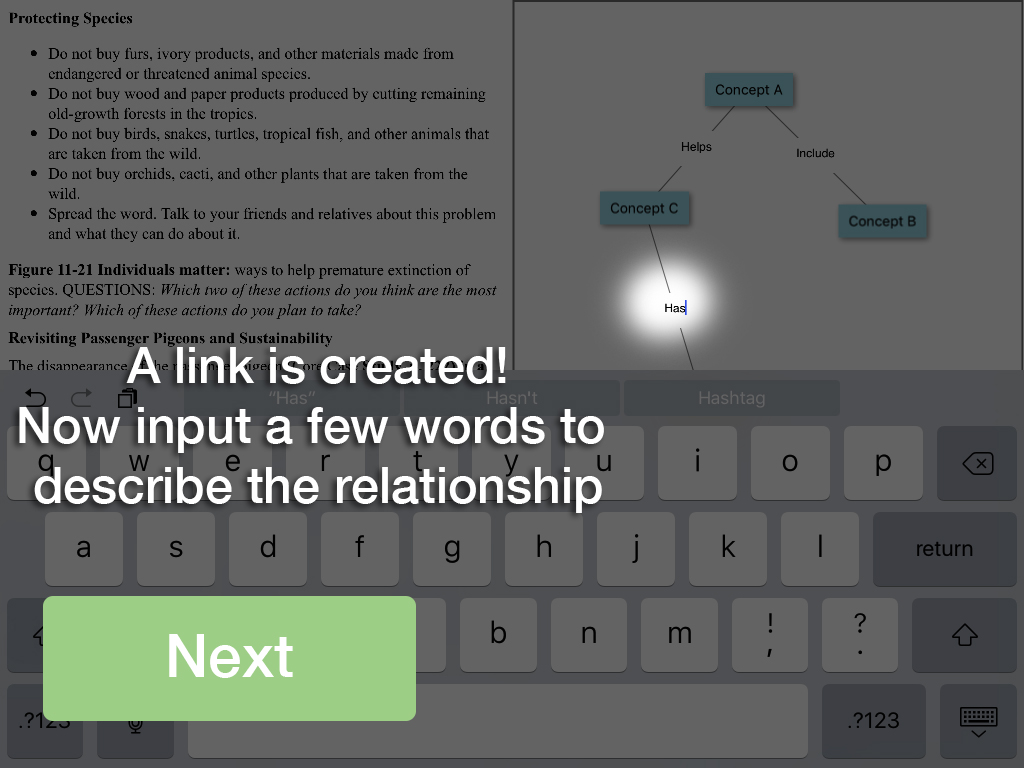 Protecting Species
• Do not buy furs, ivory products, and other materials made from
endangered or threatened animal species.
• Do not buy wood and paper products produced by cutting remaining
old-growth forests in the tropics.
• Do not buy birds, snakes, turtles, tropical fish, and other animals that
are taken from the wild.
• Do not buy orchids, cacti, and other plants that are taken from the
wild.
• Spread the word. Talk to your friends and relatives about this problem
and what they can do about it.
Figure 11-21 Individuals matter: ways to help premature extinction of
species. QUESTIONS: Which two of these actions do you think are the most
important? Which of these actions do you plan to take?
Revisiting Passenger Pigeons and Sustainability
The disappearance
Concept A
Helps
Include
Concept C
Concept B
Has
A link is created!
Now input a few words to
describe the relationship
"Has"
Hasn't
Hashtag
q w e r t y u i o p
a s d f g h j k l return
b n m ! , ? .
Next
.?123
.?123